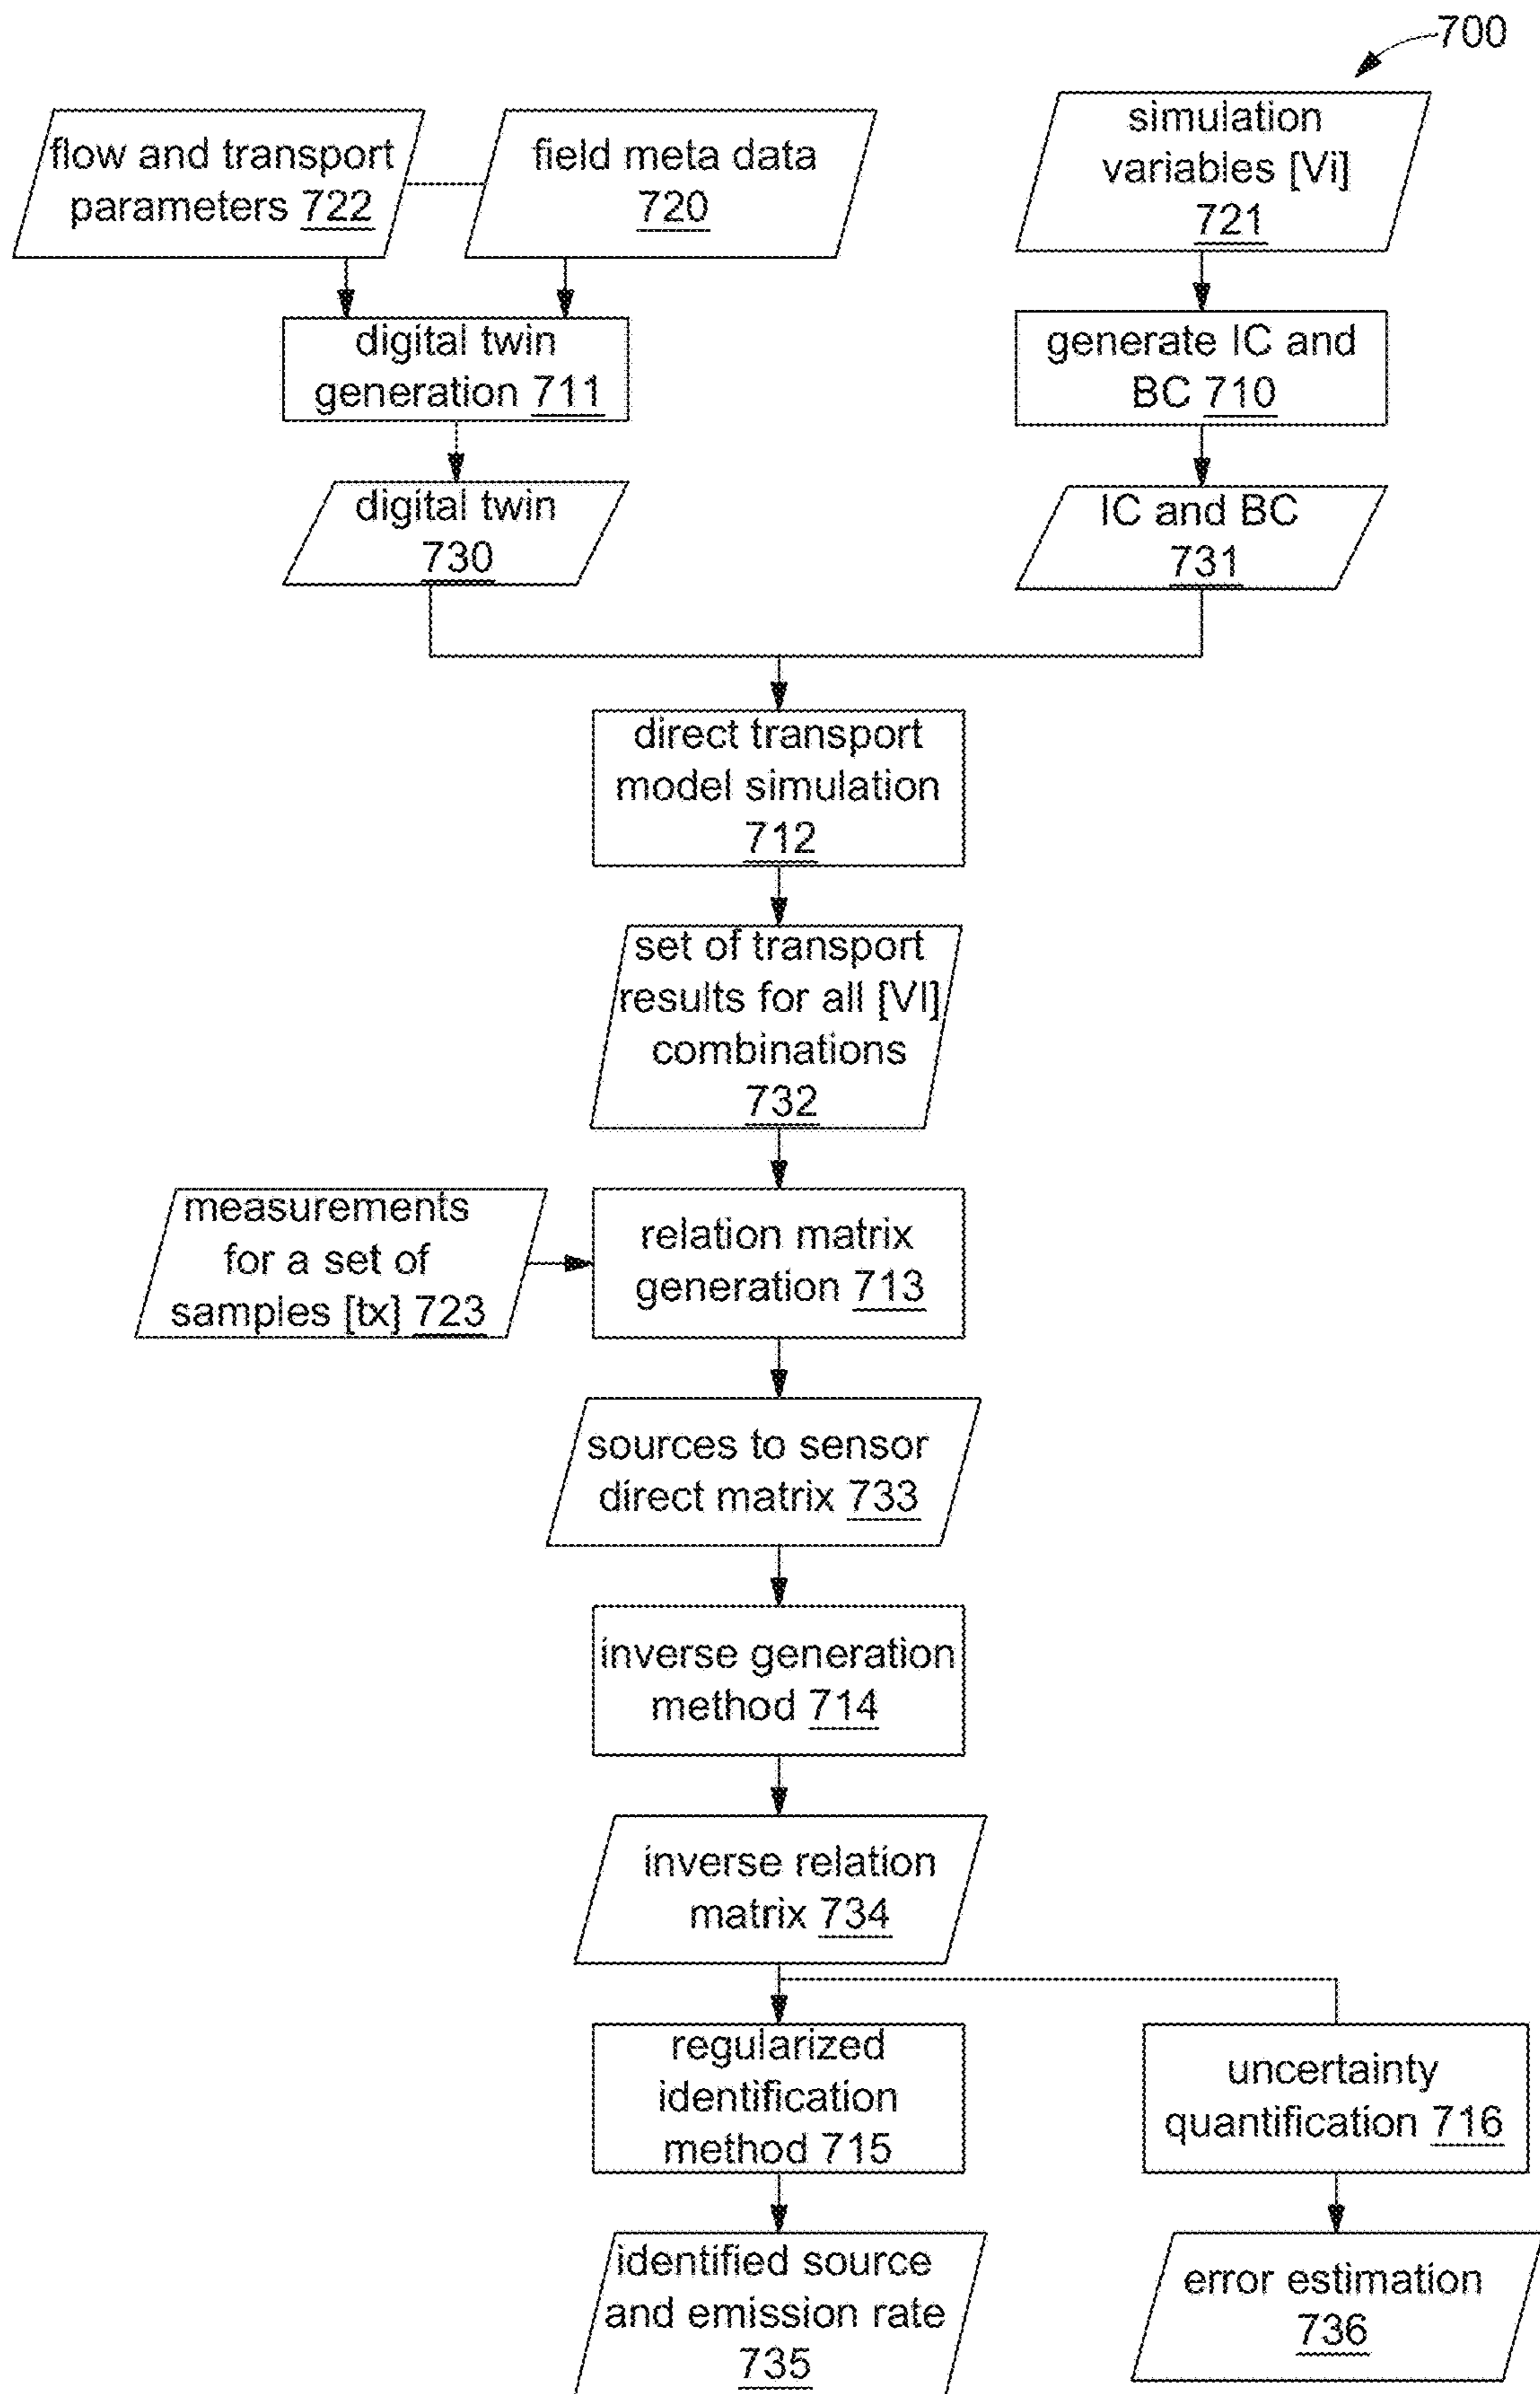 700
flow and transport
parameters 722
field meta data
720
simulation
variables [Vi]
721
digital twin
generation 711
generate IC and
BC 710
digital twin
730
IC and BC
731
direct transport
model simulation
712
set of transport
results for all [VI]
combinations
732
measurements
for a set of
samples [tx] 723
relation matrix
generation 713
sources to sensor
direct matrix 733
inverse generation
method 714
inverse relation
matrix 734
regularized
identification
method 715
uncertainty
quantification 716
identified source
and emission rate
735
error estimation
736